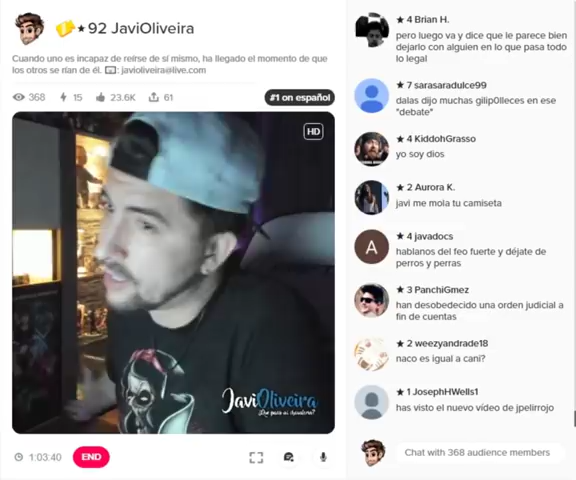 ★ 92 JaviOliveira
Cuando uno es incapaz de reírse de sí mismo, ha llegado el momento de que
los otros se rían de él. : javioliveira@live.com
368 15 23.6K 61 #1 on español
HD
JaviOliveira
¿Que pasa al chaaaval?
1:03:40 END
★ 4 Brian H.
pero luego va y dice que le parece bien
dejarlo con alguien en lo que pasa todo
lo legal
★ 7 sarasaradulce99
dalas dijo muchas gilip0lleces en ese
"debate"
★ 4 KiddohGrasso
yo soy dios
★ 2 Aurora K.
javi me mola tu camiseta
A
★ 4 javadocs
hablanos del feo fuerte y déjate de
perros y perras
★ 3 PanchiGmez
han desobedecido una orden judicial a
fin de cuentas
★ 2 weezyandrade18
naco es igual a cani?
★ 1 JosephHWells1
has visto el nuevo vídeo de jpelirrojo
Chat with 368 audience members